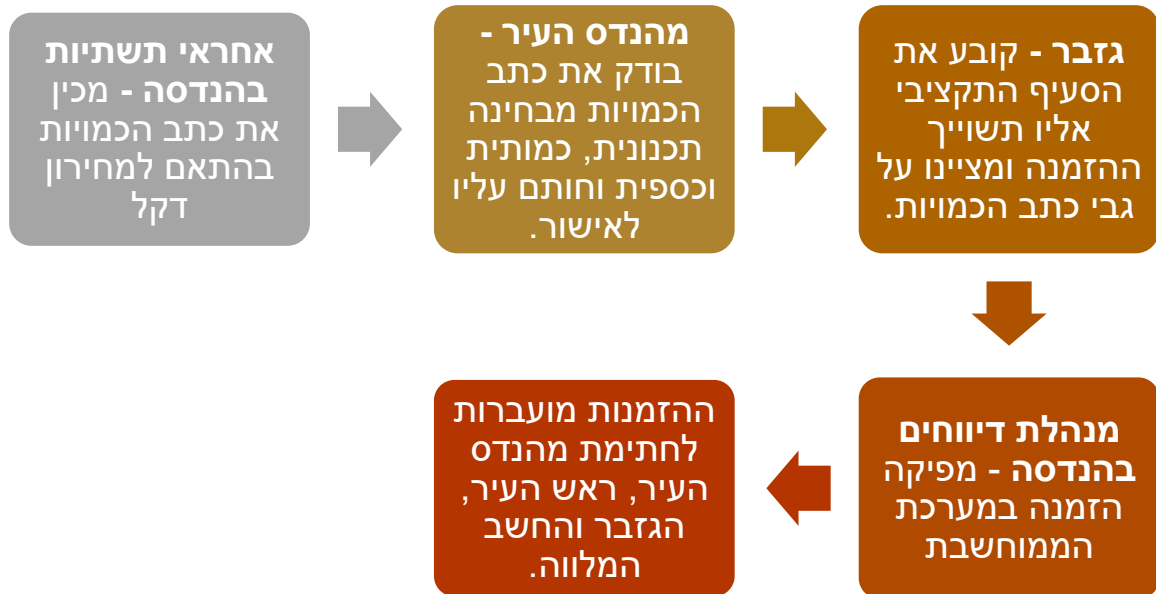 אחראי תשתיות
בהנדסה - מכין
את כתב הכמויות
בהתאם למחירון
דקל
מהנדס העיר -
בודק את כתב
הכמויות מבחינה
תכנונית, כמותית
וכספית וחותם עליו
לאישור.
גזבר - קובע את
הסעיף התקציבי
אליו תשוייך
ההזמנה ומציינו על
גבי כתב הכמויות.
מנהלת דיווחים
בהנדסה - מפיקה
הזמנה במערכת
הממוחשבת
ההזמנות מועברות
לחתימת מהנדס
העיר, ראש העיר,
הגזבר והחשב
המלווה.